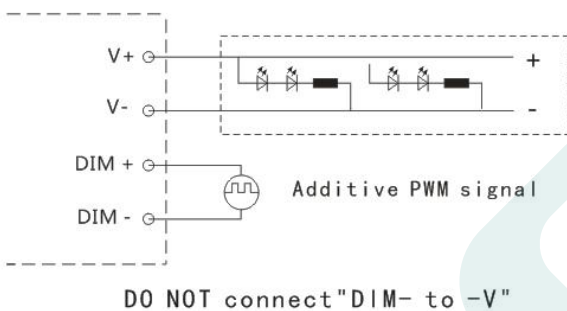 V+
+
V-
-
DIM +
Additive PWM signal
DIM -
DO NOT connect"DIM- to -V"